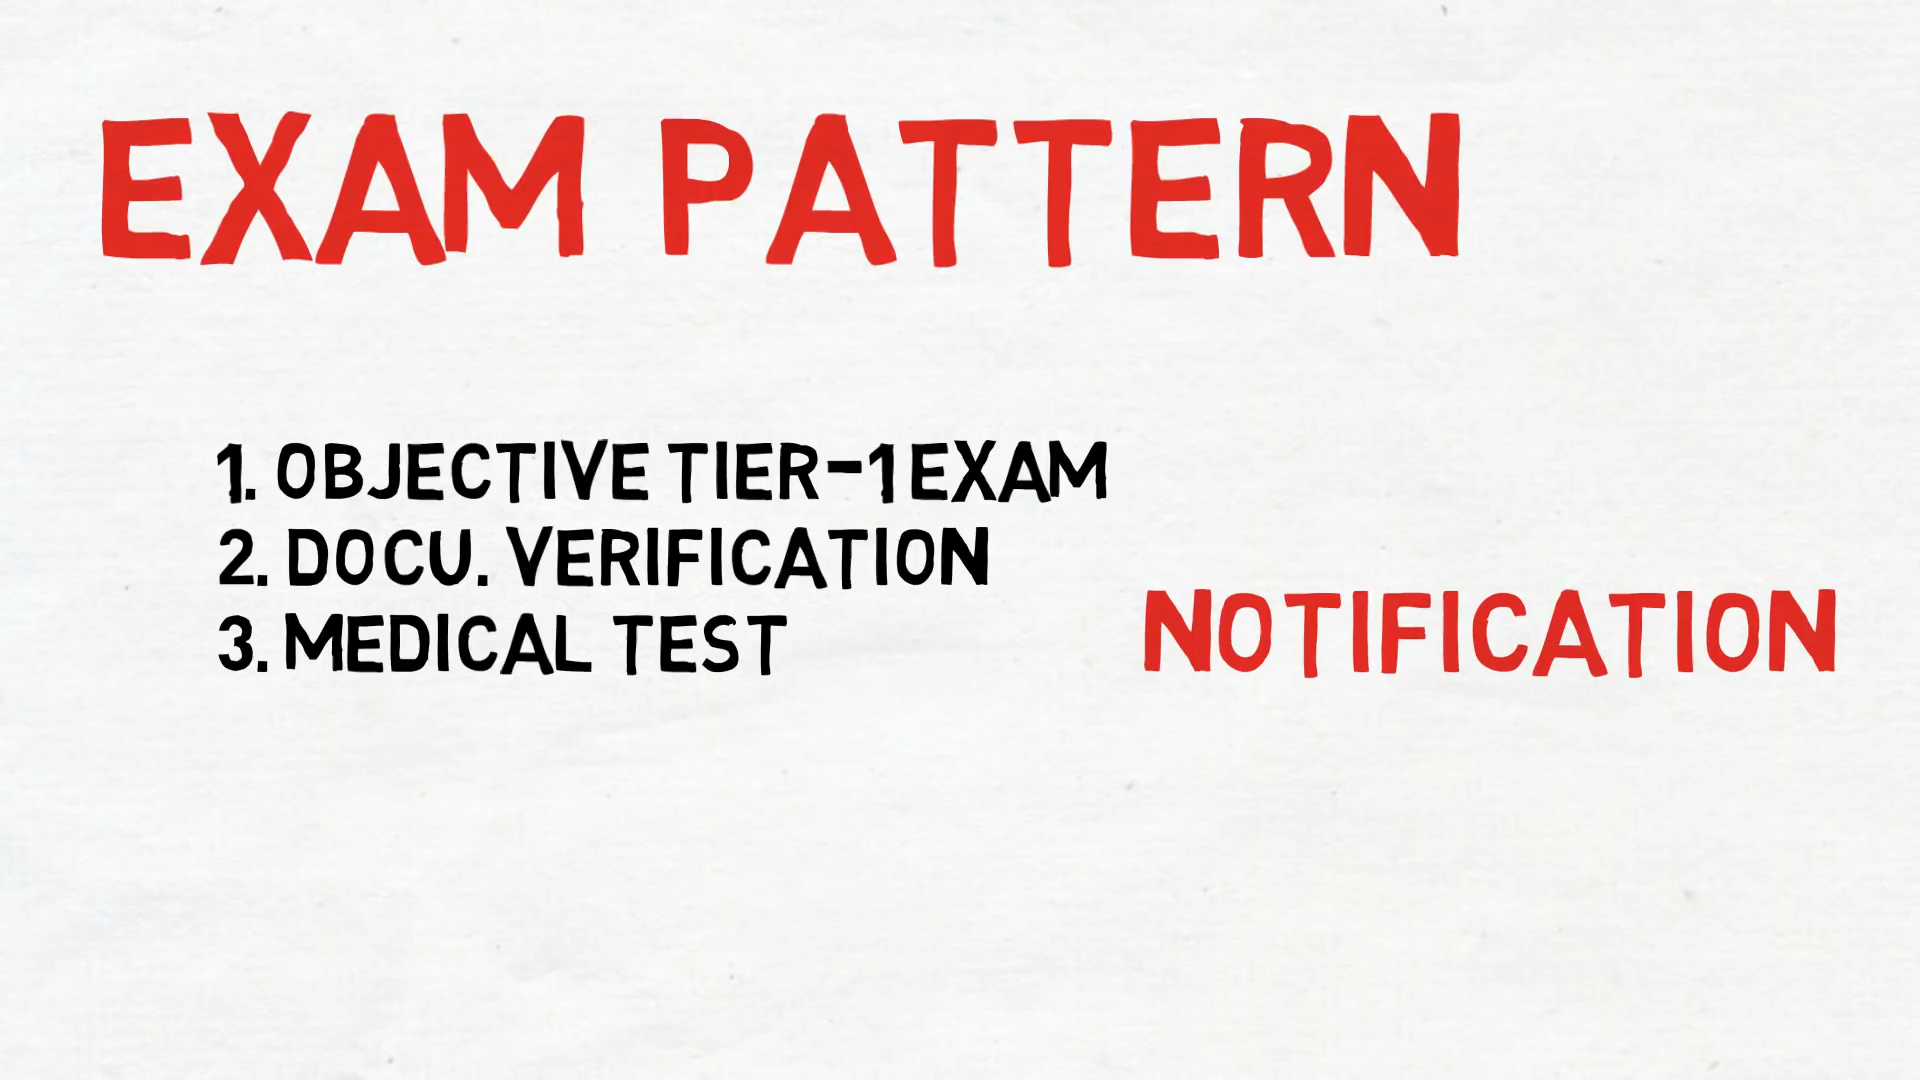 EXAM PATTERN
1. OBJECTIVE TIER-1 EXAM
2. DOCU. VERIFICATION
3. MEDICAL TEST
NOTIFICATION